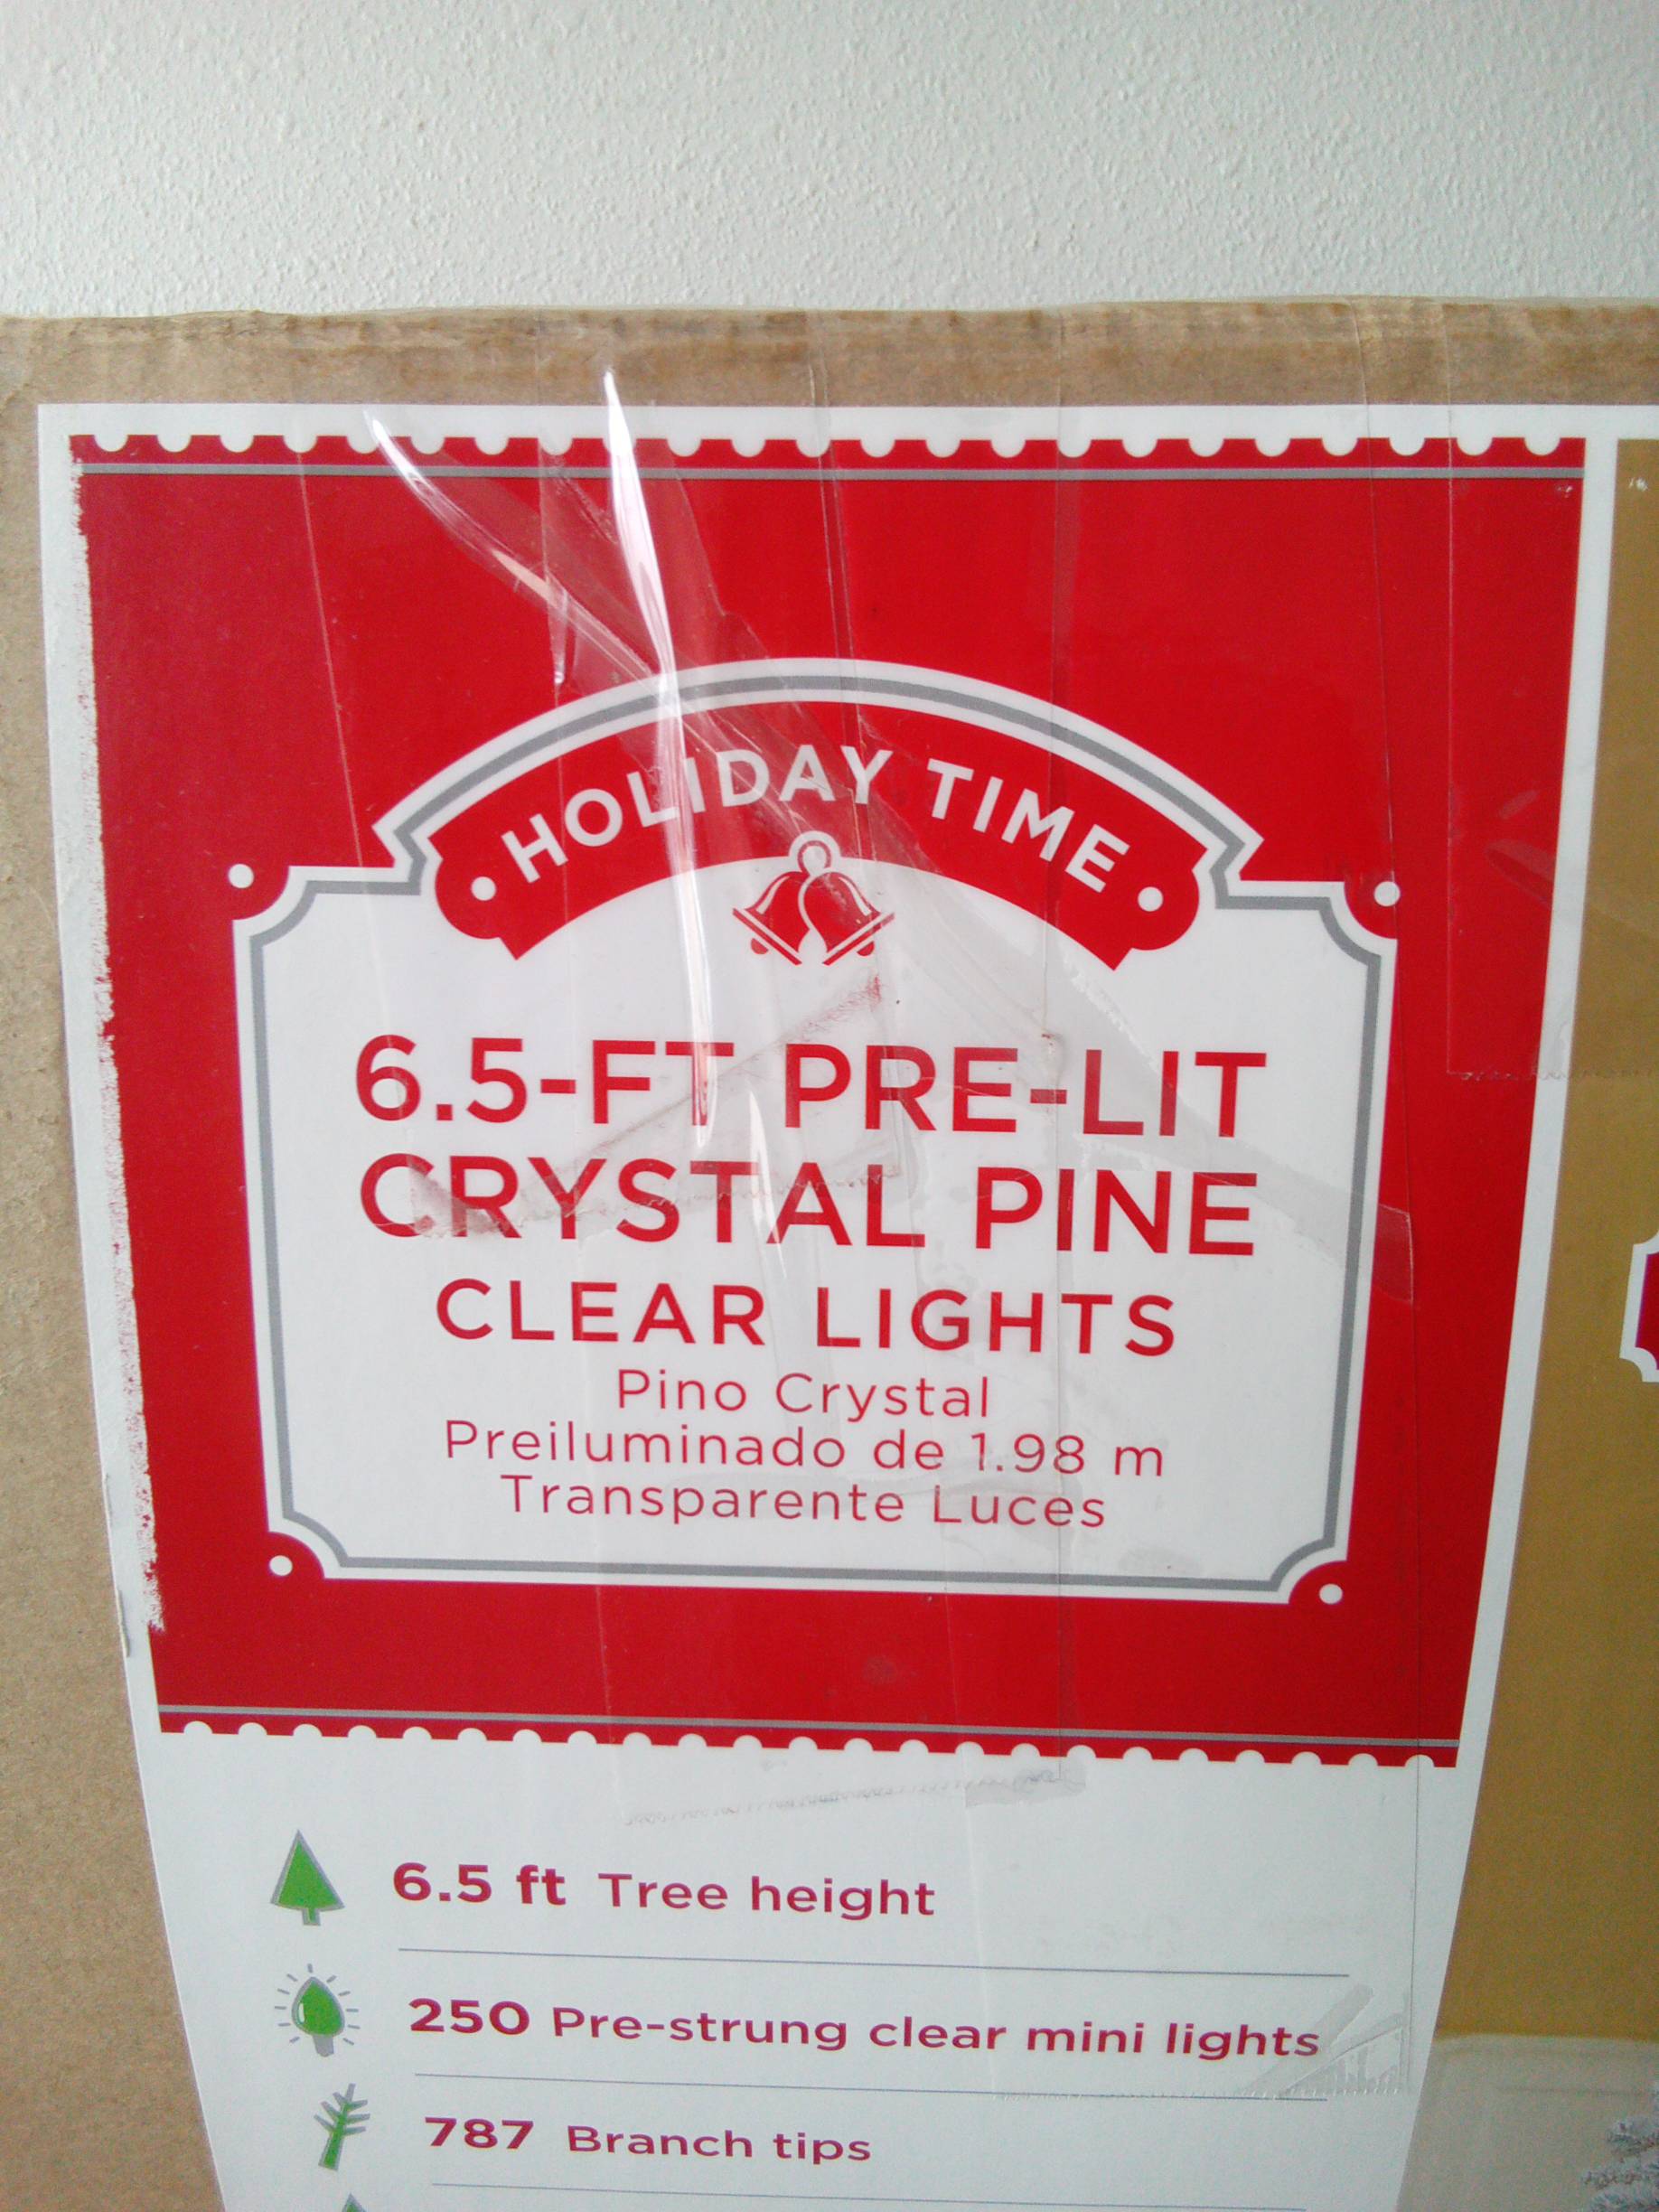 HOLIDAY TIME
6.5-FT PRE-LIT
CRYSTAL PINE
CLEAR LIGHTS
Pino Crystal
Preiluminado de 1.98 m
Transparente Luces
6.5 ft Tree height
250 Pre-strung clear mini lights
787 Branch tips